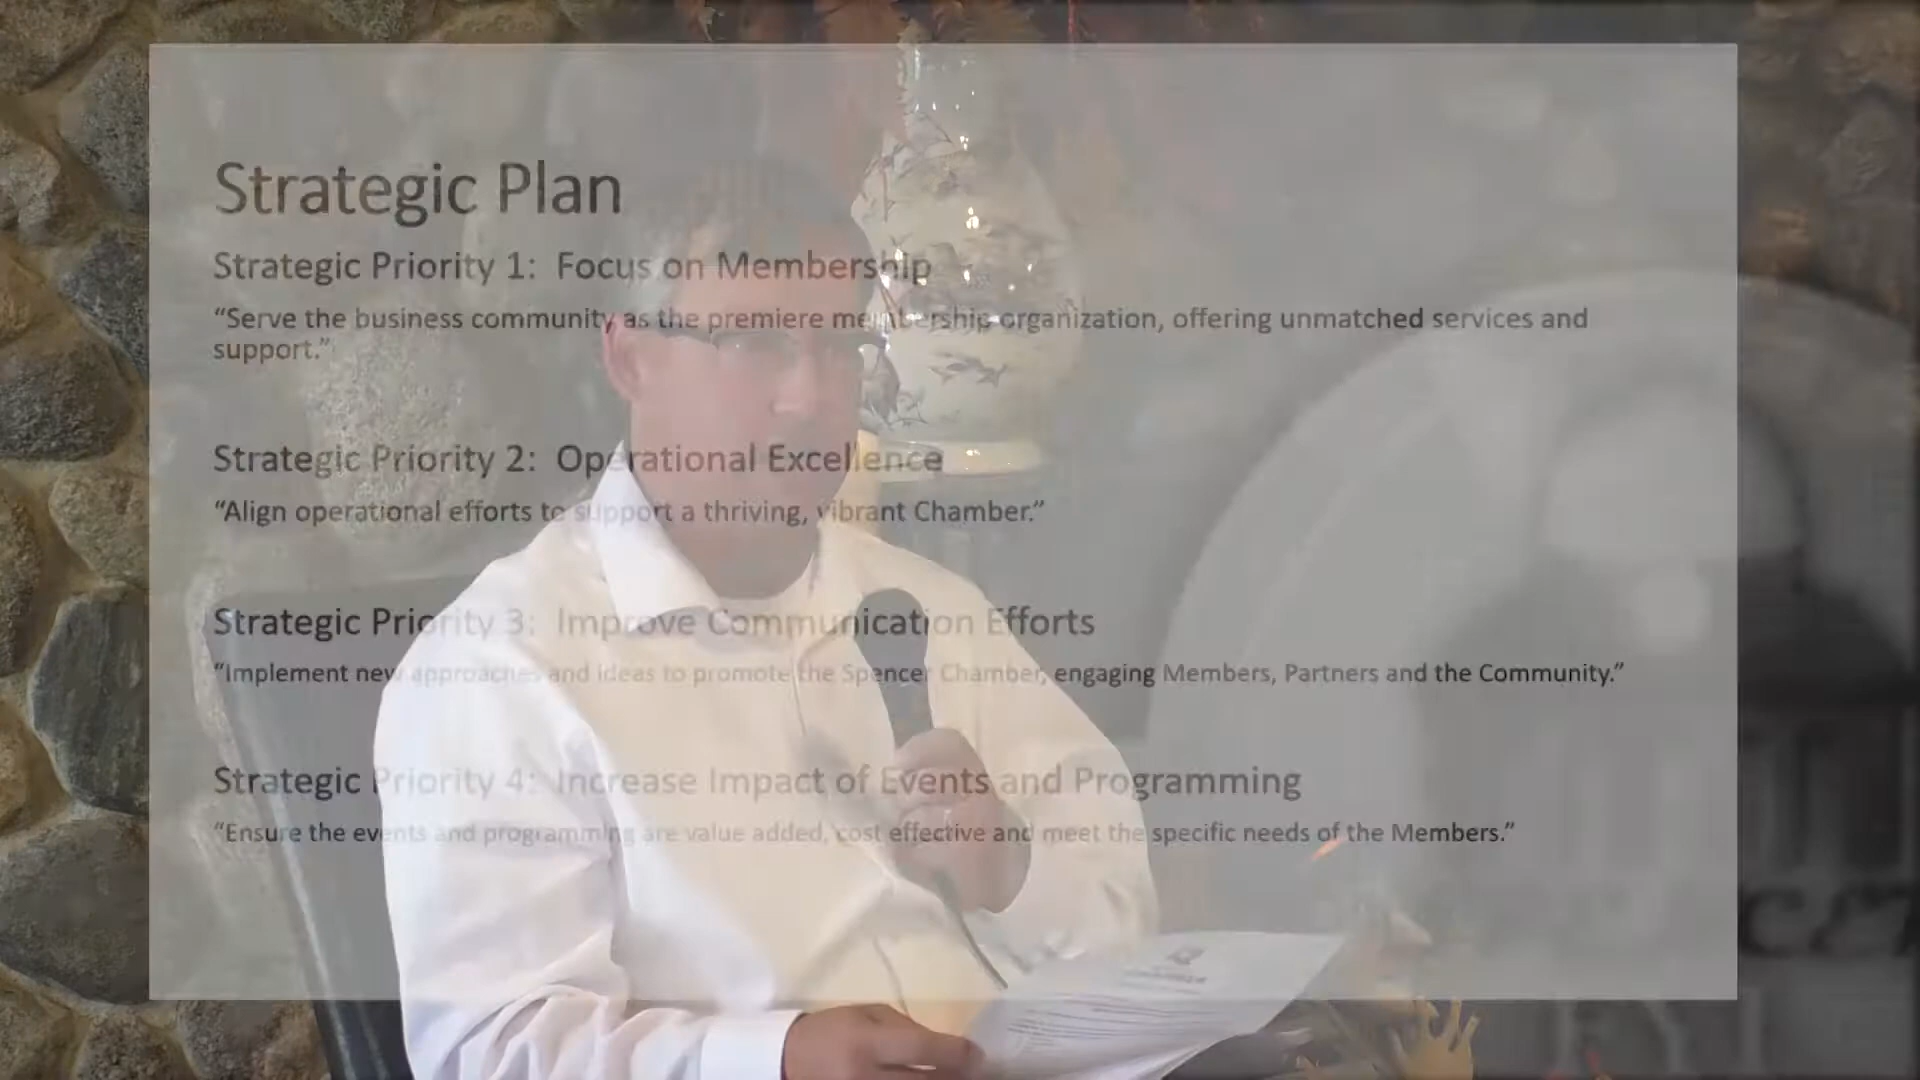 Strategic Plan
Strategic Priority 1: Focus on Membership
“Serve the business community as the premiere membership organization, offering unmatched services and
support.”
Strategic Priority 2: Operational Excellence
“Align operational efforts to support a thriving, vibrant Chamber.”
Strategic Priority 3: Improve Communication Efforts
“Implement new approaches and ideas to promote the Spencer Chamber, engaging Members, Partners and the Community.”
Strategic Priority 4: Increase Impact of Events and Programming
“Ensure the events and programming are value added, cost effective and meet the specific needs of the Members.”